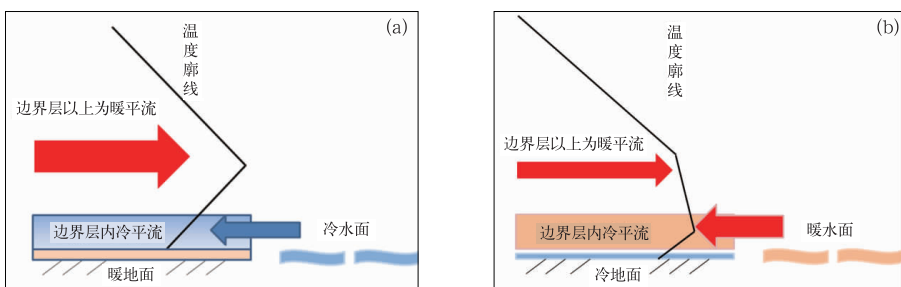 (a)
温度廓线
边界层以上为暖平流
边界层内冷平流
冷水面
暖地面
(b)
温度廓线
边界层以上为暖平流
边界层内冷平流
暖水面
冷地面